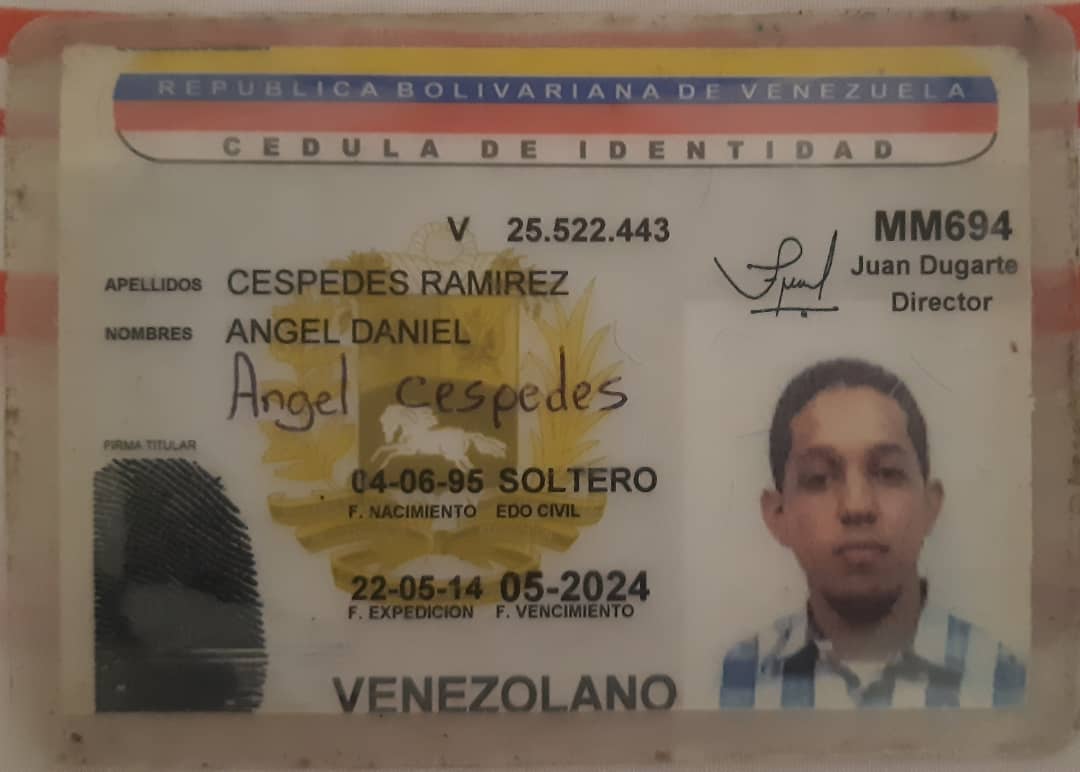 REPUBLICA BOLIVARIANA DE VENEZUELA
CEDULA DE IDENTIDAD
V 25.522.443
MM694
Juan Dugarte
Director
APELLIDOS CESPEDES RAMIREZ
NOMBRES ANGEL DANIEL
Angel cespedes
FIRMA TITULAR
04-06-95 SOLTERO
F. NACIMIENTO EDO CIVIL
22-05-14 05-2024
F. EXPEDICION F. VENCIMIENTO
VENEZOLANO